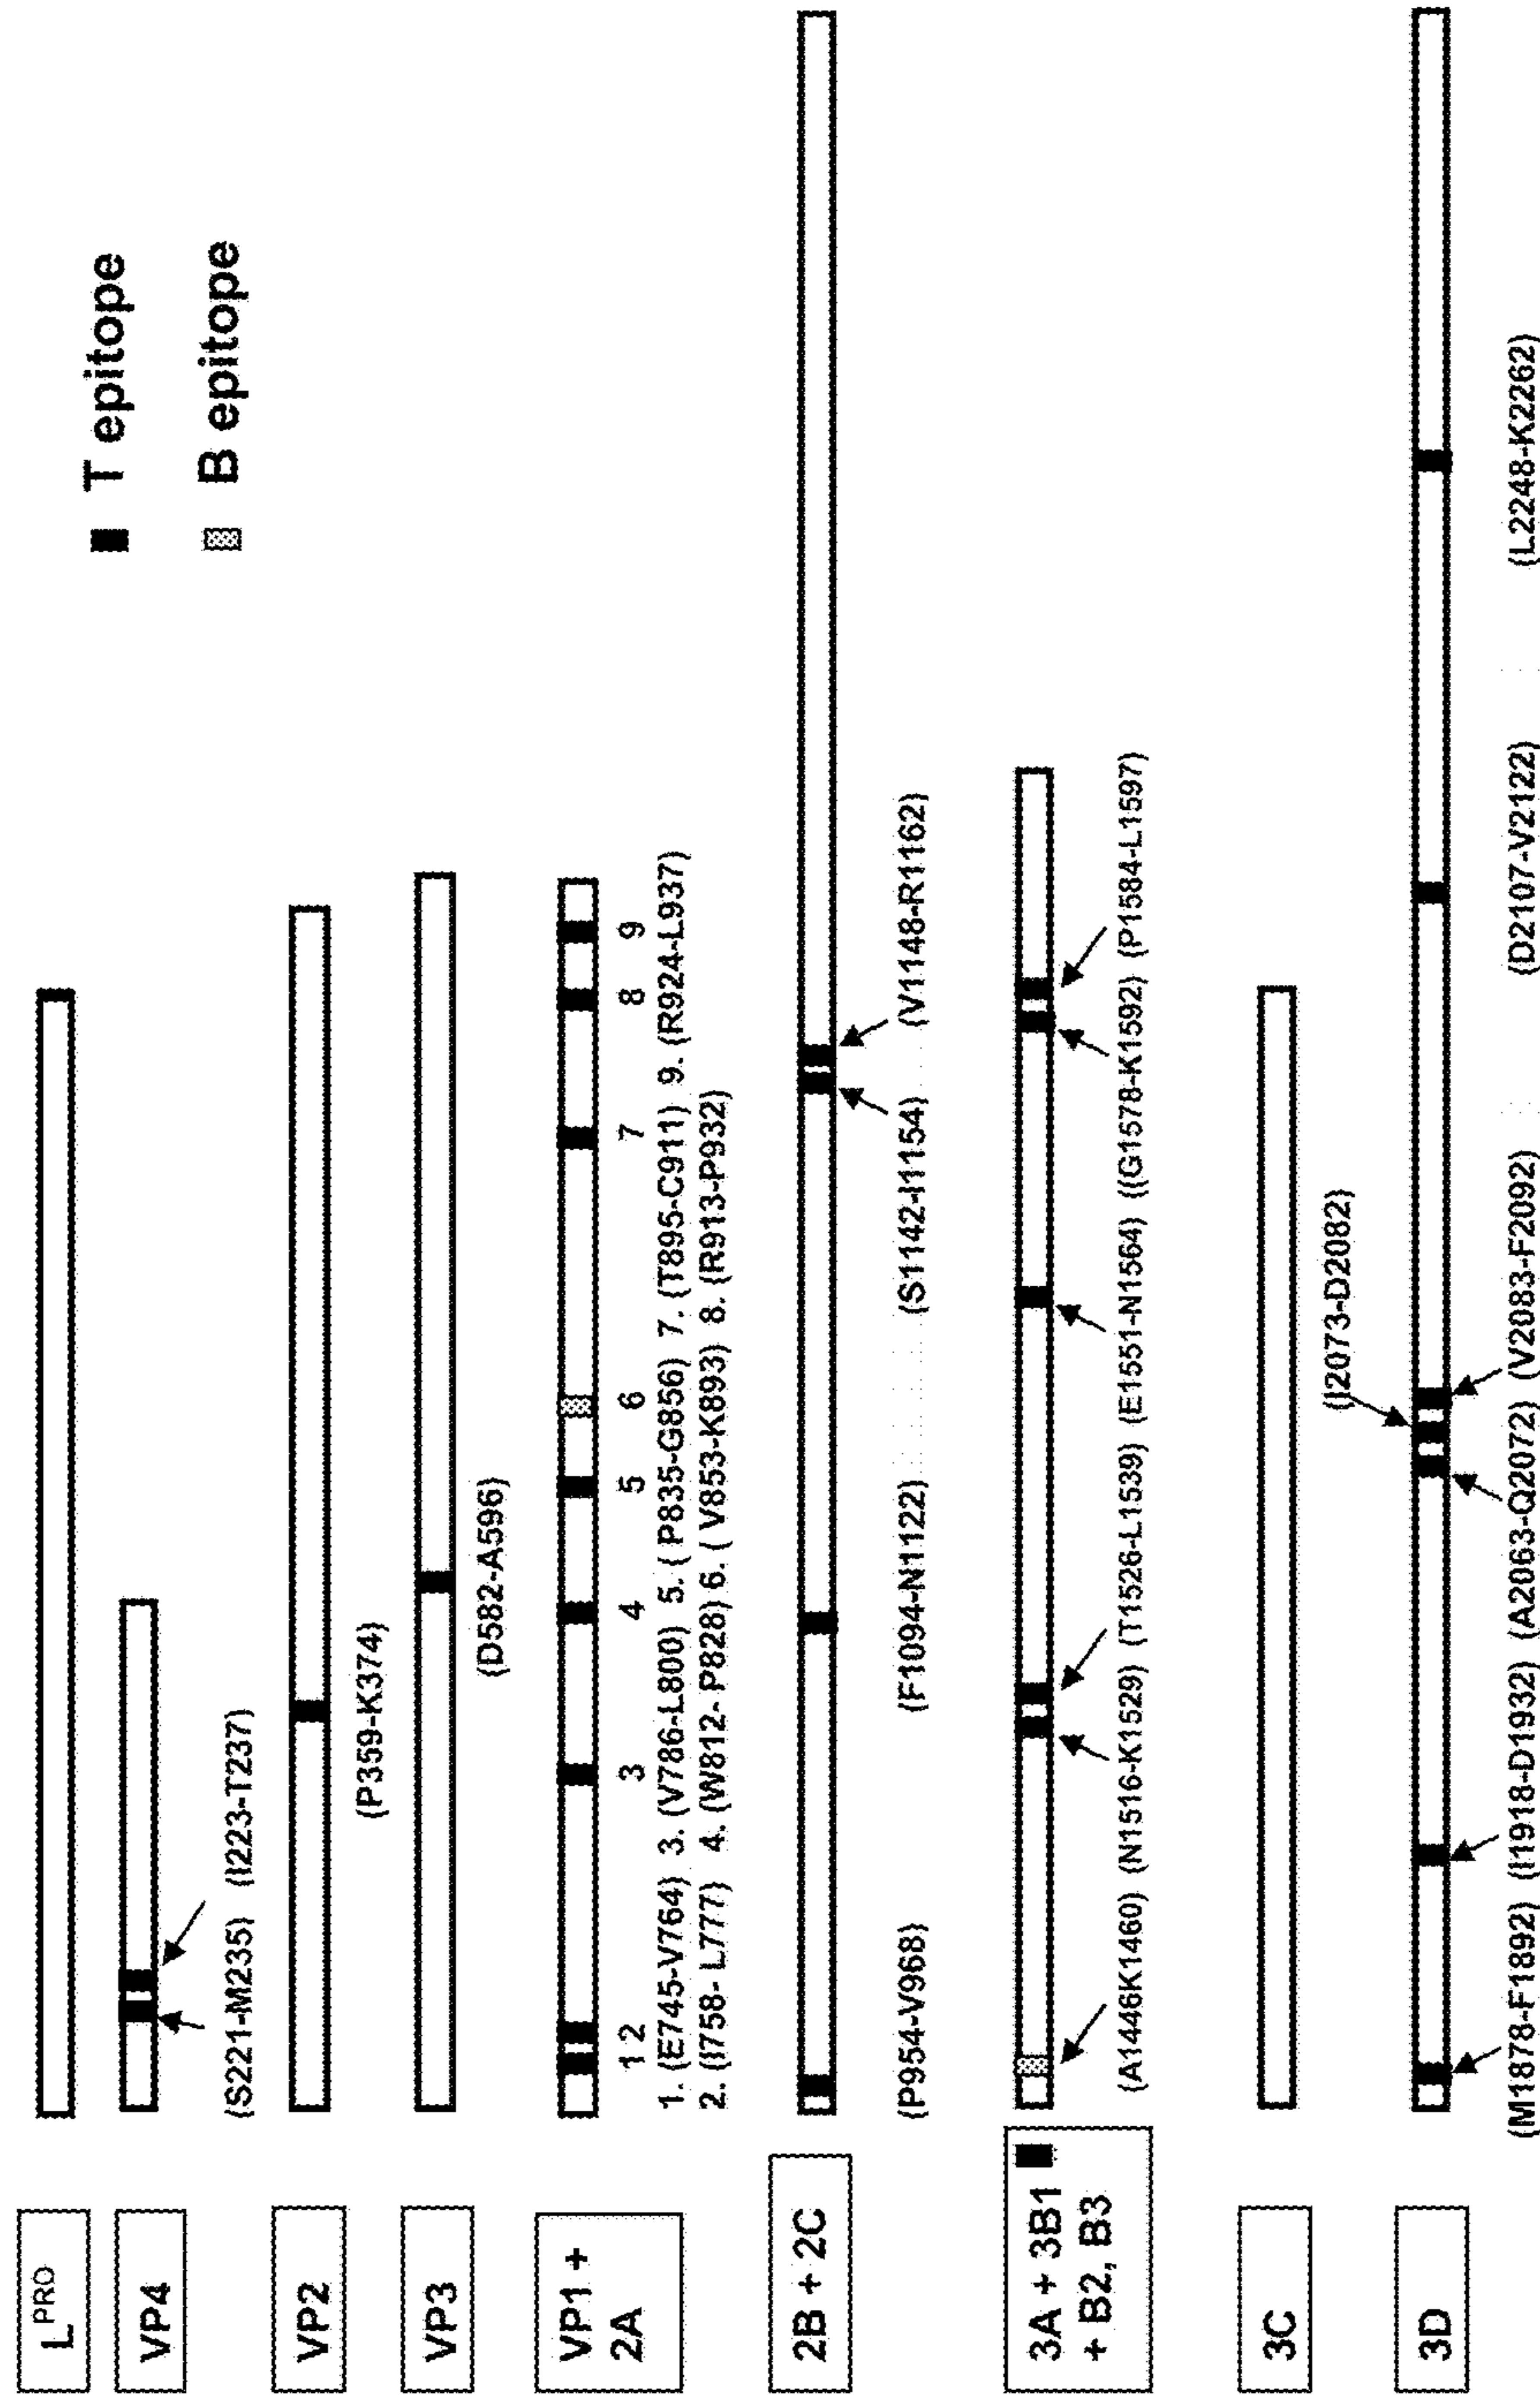 L PRO
T epitope
VP4
B epitope
(S221-M235) (I223-T237)
VP2
(P359-K374)
VP3
(D582-A596)
VP1 +
2A
1 2 3 4 5 6 7 8 9
1. (E745-V764) 3. (V786-L800) 5. ( P835-G856) 7. (T895-C911) 9. (R924-L937)
2. (I758- L777) 4. (W812- P828) 6. ( V853-K893) 8. (R913-P932)
2B + 2C
(P954-V968) (F1094-N1122) (S1142-I1154) (V1148-R1162)
3A + 3B1
+ B2, B3
(A1446K1460) (N1516-K1529) (T1526-L1539) (E1551-N1564) ((G1578-K1592) (P1584-L1597)
3C
(I2073-D2082)
3D
(M1878-F1892) (I1918-D1932) (A2063-Q2072) (V2083-F2092) (D2107-V2122) (L2248-K2262)